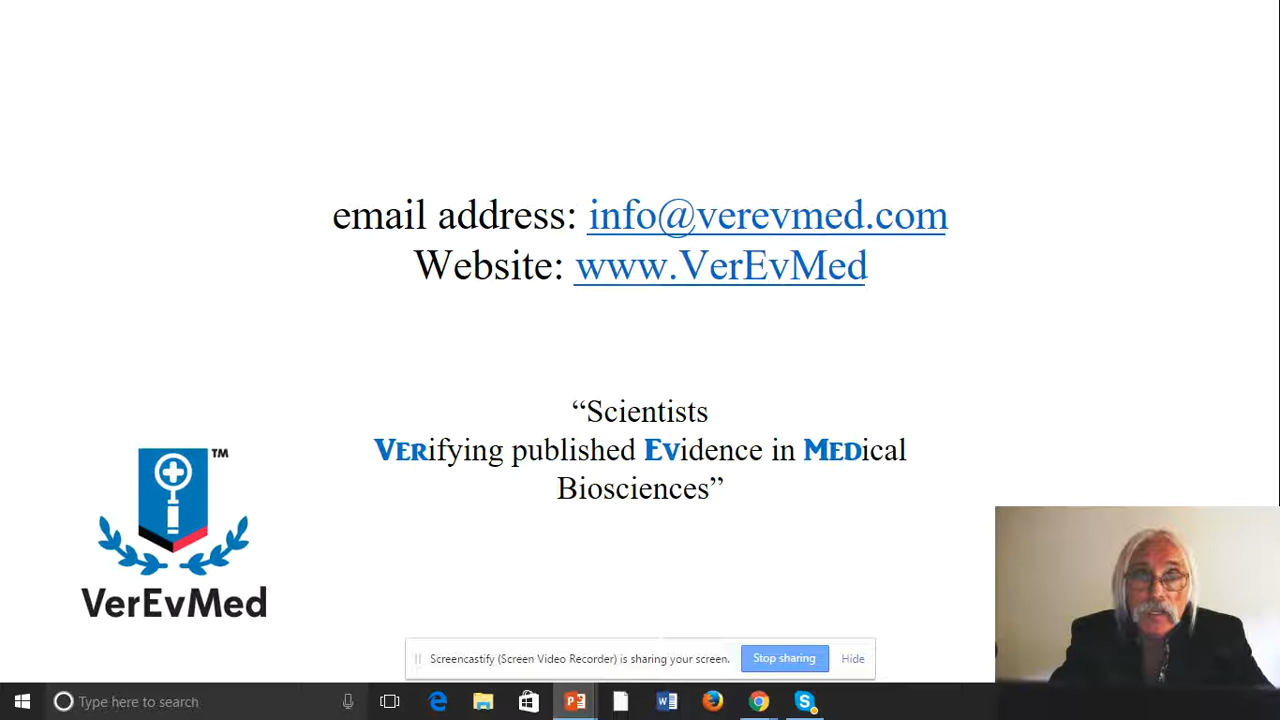 email address: info@verevmed.com
Website: www.VerEvMed
“Scientists
VERifying published EVidence in MEDical
Biosciences”
TM
VerEvMed
Screencastify (Screen Video Recorder) is sharing your screen.
Stop sharing
Hide
Type here to search